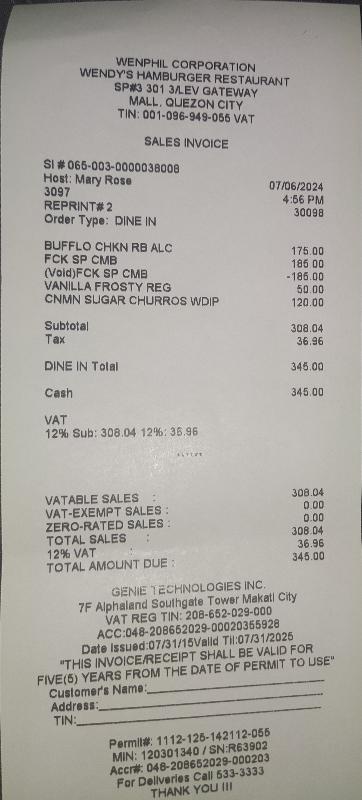 WENPHIL CORPORATION
WENDY'S HAMBURGER RESTAURANT
SP#3 301 3/LEV GATEWAY
MALL, QUEZON CITY
TIN: 001-096-949-055 VAT
SALES INVOICE
SI # 065-003-0000038008
Host: Mary Rose 07/06/2024
3097 4:56 PM
REPRINT# 2 30098
Order Type: DINE IN
BUFFLO CHKN RB ALC 175.00
FCK SP CMB 185.00
(Void)FCK SP CMB -185.00
VANILLA FROSTY REG 50.00
CNMN SUGAR CHURROS WDIP 120.00
Subtotal 308.04
Tax 36.96
DINE IN Total 345.00
Cash 345.00
VAT
12% Sub: 308.04 12%: 36.96
VATABLE SALES : 308.04
VAT-EXEMPT SALES : 0.00
ZERO-RATED SALES : 0.00
TOTAL SALES : 308.04
12% VAT : 36.96
TOTAL AMOUNT DUE : 345.00
GENIE TECHNOLOGIES INC.
7F Alphaland Southgate Tower Makati City
VAT REG TIN: 208-652-029-000
ACC:048-208652029-00020355928
Date Issued:07/31/15Valid Til:07/31/2025
"THIS INVOICE/RECEIPT SHALL BE VALID FOR
FIVE(5) YEARS FROM THE DATE OF PERMIT TO USE"
Customer's Name:
Address:
TIN:
Permit#: 1112-125-142112-055
MIN: 120301340 / SN:R63902
Accr#: 048-208652029-000203
For Deliveries Call 533-3333
THANK YOU !!!